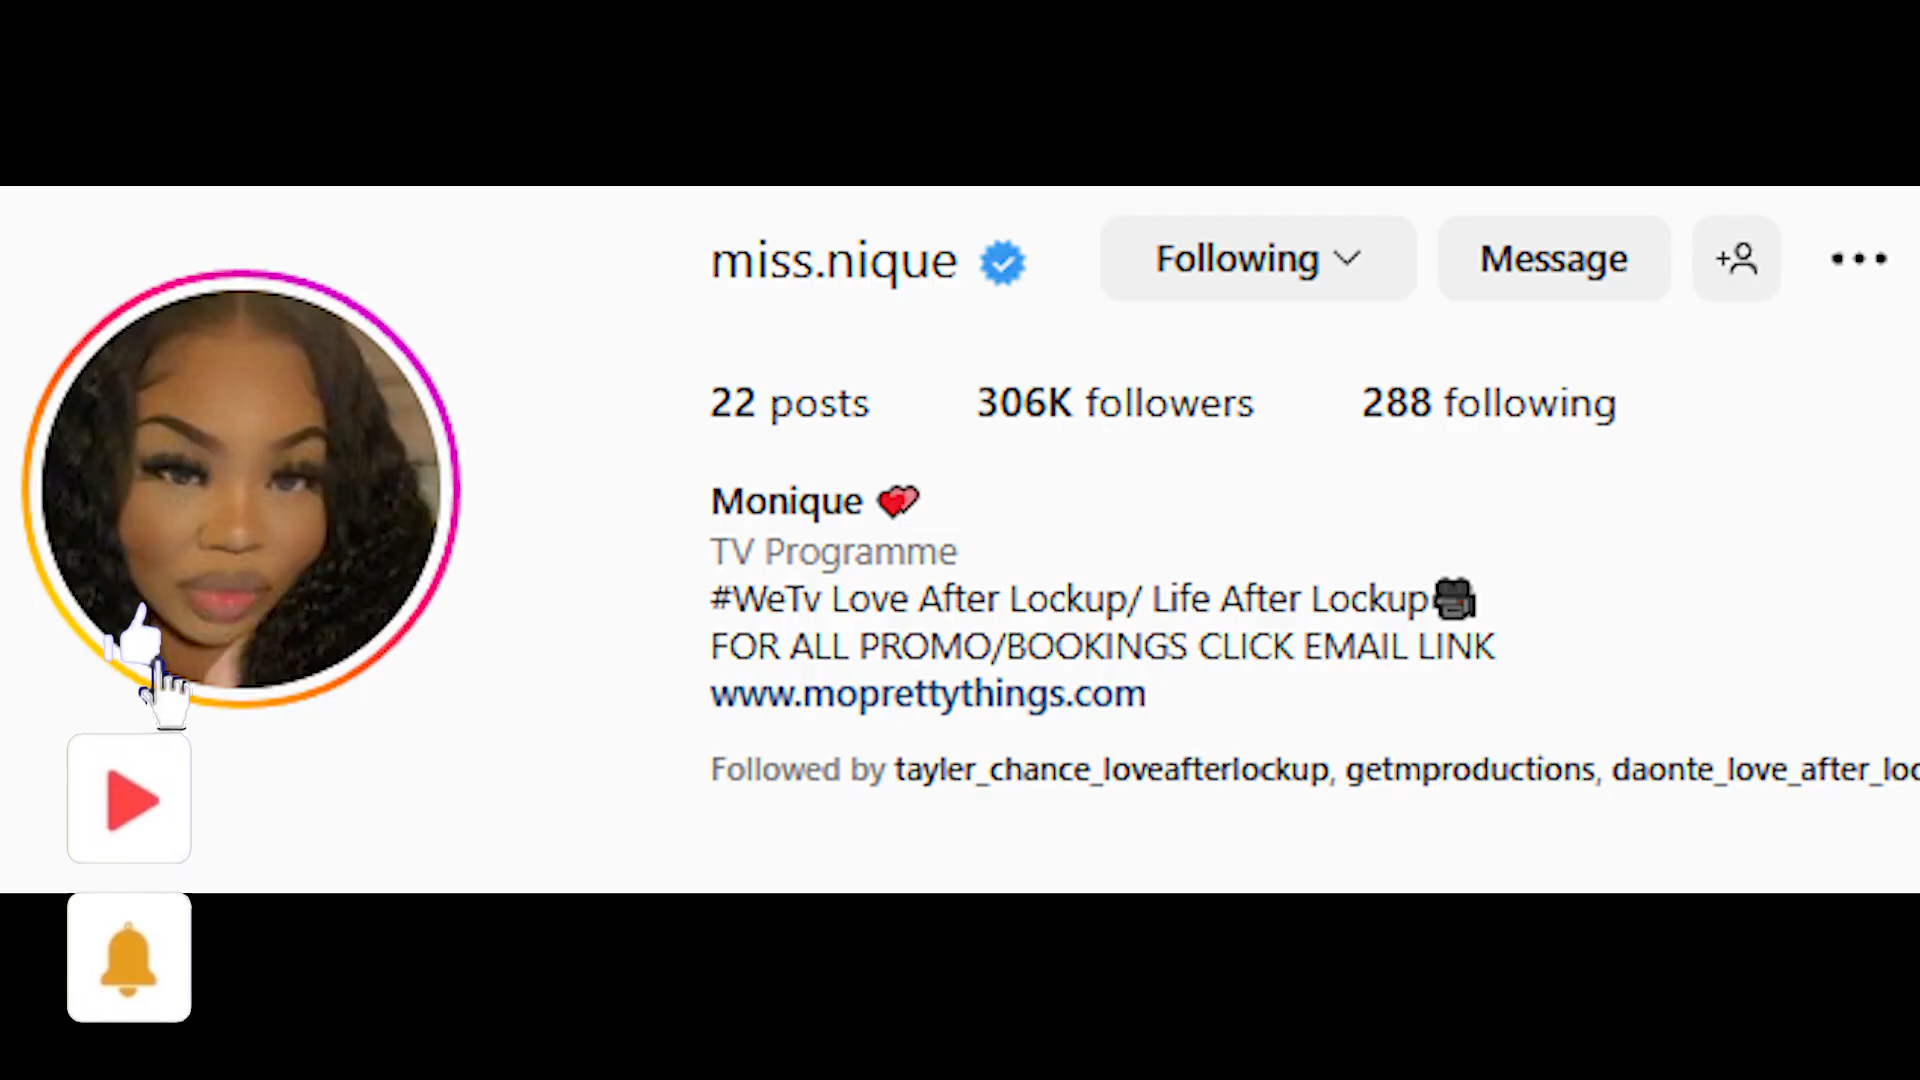 miss.nique
Following
Message
22 posts
306K followers
288 following
Monique
TV Programme
#WeTv Love After Lockup/ Life After Lockup
FOR ALL PROMO/BOOKINGS CLICK EMAIL LINK
www.moprettythings.com
Followed by tayler_chance_loveafterlockup, getmproductions, daonte_love_after_loc